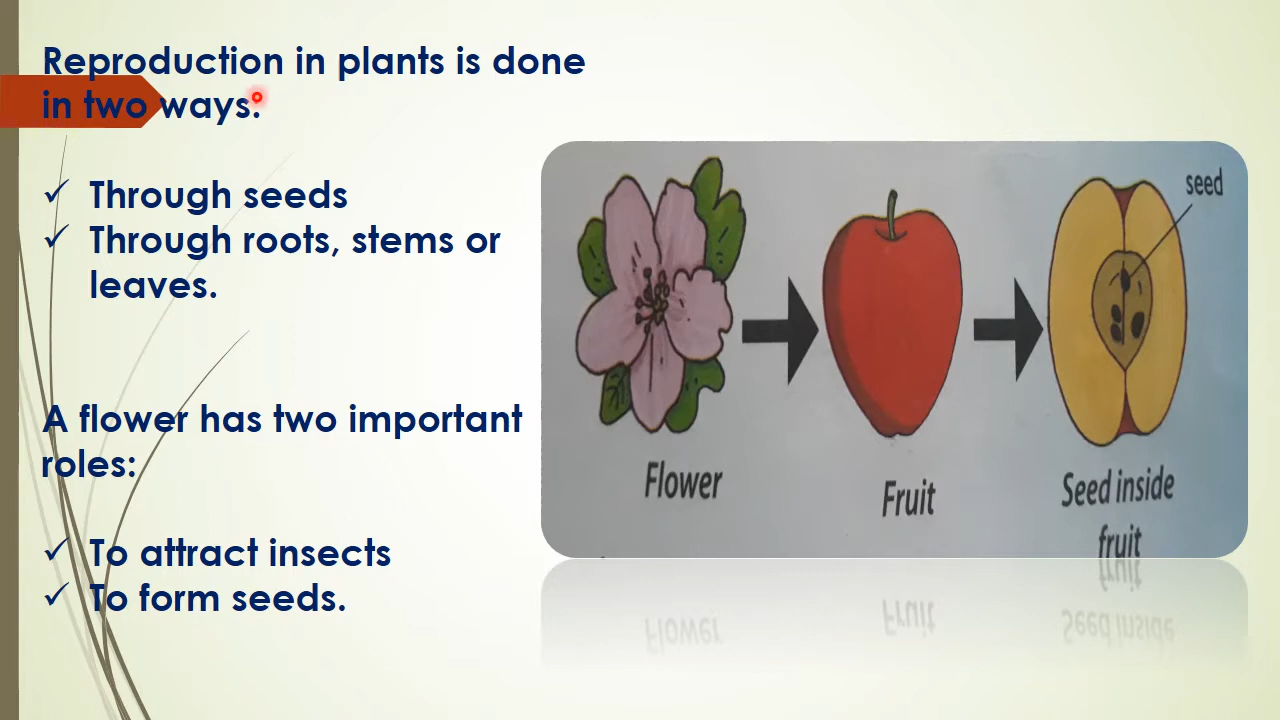 Reproduction in plants is done
in two ways.
Through seeds
Through roots, stems or
leaves.
A flower has two important
roles:
To attract insects
To form seeds.
seed
Flower
Fruit
Seed inside
fruit